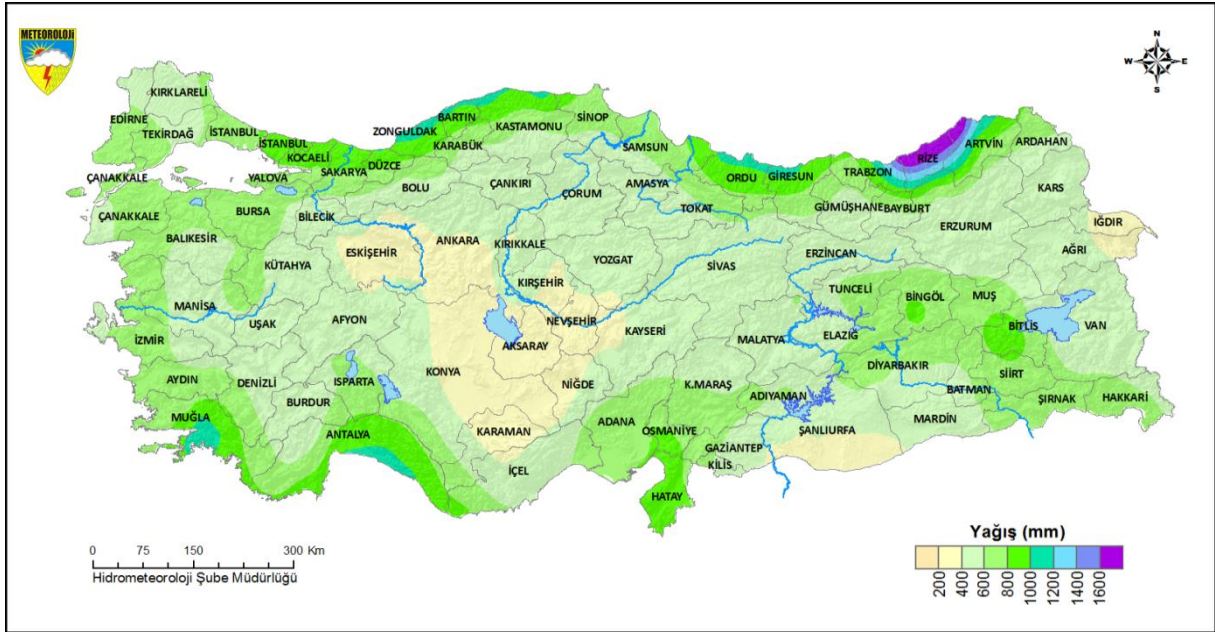 METEOROLOJİ
N
W E
S
KIRKLARELİ
EDİRNE
TEKİRDAĞ
İSTANBUL
İSTANBUL
KOCAELİ
ÇANAKKALE
YALOVA
SAKARYA
DÜZCE
ZONGULDAK
BARTIN
KARABÜK
KASTAMONU
SİNOP
SAMSUN
ORDU
GİRESUN
TRABZON
RİZE
ARTVİN
ARDAHAN
KARS
ÇANAKKALE
BURSA
BİLECİK
BOLU
ÇANKIRI
ÇORUM
AMASYA
TOKAT
GÜMÜŞHANE
BAYBURT
ERZURUM
IĞDIR
AĞRI
BALIKESİR
KÜTAHYA
ESKİŞEHİR
ANKARA
KIRIKKALE
YOZGAT
SİVAS
ERZİNCAN
TUNCELİ
BİNGÖL
MUŞ
BİTLİS
VAN
MANİSA
UŞAK
AFYON
KIRŞEHİR
NEVŞEHİR
KAYSERİ
AKSARAY
MALATYA
ELAZIĞ
DİYARBAKIR
SİİRT
BATMAN
ŞIRNAK
HAKKARİ
İZMİR
AYDIN
DENİZLİ
ISPARTA
BURDUR
KONYA
NİĞDE
K.MARAŞ
ADIYAMAN
MARDİN
MUĞLA
ANTALYA
KARAMAN
İÇEL
ADANA
OSMANİYE
GAZİANTEP
KİLİS
ŞANLIURFA
HATAY
0 75 150 300 Km
Hidrometeoroloji Şube Müdürlüğü
Yağış (mm)
200 400 600 800 1000 1200 1400 1600